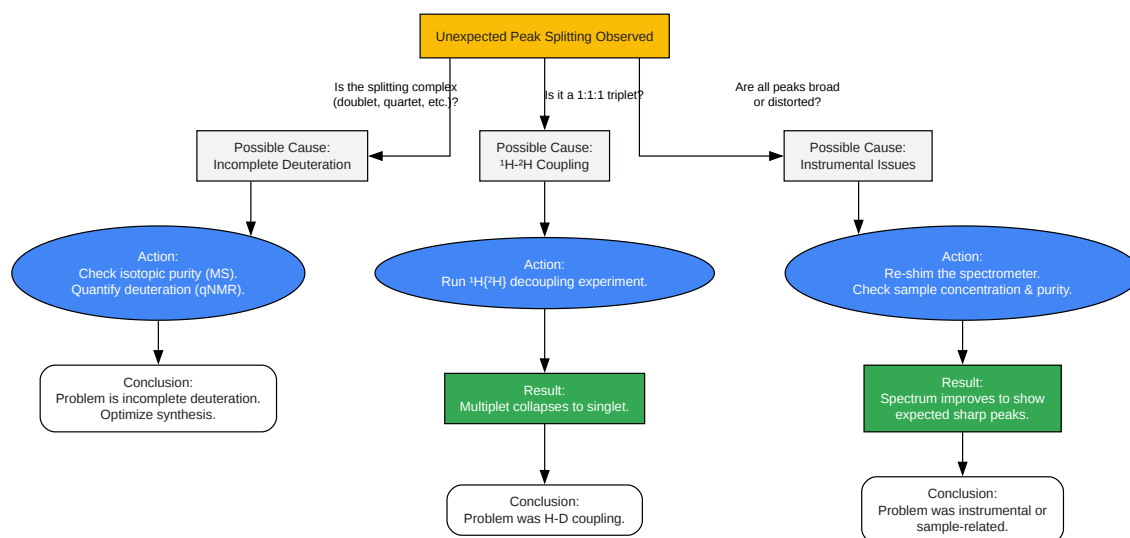 Unexpected Peak Splitting Observed
Is the splitting complex
(doublet, quartet, etc.)?
Is it a 1:1:1 triplet?
Are all peaks broad
or distorted?
Possible Cause:
Incomplete Deuteration
Possible Cause:
¹H-²H Coupling
Possible Cause:
Instrumental Issues
Action:
Check isotopic purity (MS).
Quantify deuteration (qNMR).
Action:
Run ¹H{²H} decoupling experiment.
Action:
Re-shim the spectrometer.
Check sample concentration & purity.
Conclusion:
Problem is incomplete deuteration.
Optimize synthesis.
Result:
Multiplet collapses to singlet.
Result:
Spectrum improves to show
expected sharp peaks.
Conclusion:
Problem was H-D coupling.
Conclusion:
Problem was instrumental or
sample-related.